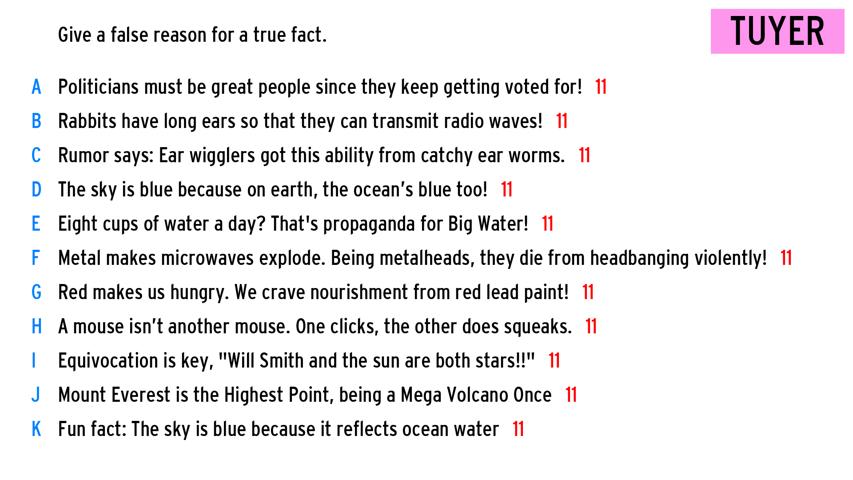 Give a false reason for a true fact.
TUYER
A Politicians must be great people since they keep getting voted for! 11
B Rabbits have long ears so that they can transmit radio waves! 11
C Rumor says: Ear wigglers got this ability from catchy ear worms. 11
D The sky is blue because on earth, the ocean’s blue too! 11
E Eight cups of water a day? That's propaganda for Big Water! 11
F Metal makes microwaves explode. Being metalheads, they die from headbanging violently! 11
G Red makes us hungry. We crave nourishment from red lead paint! 11
H A mouse isn’t another mouse. One clicks, the other does squeaks. 11
I Equivocation is key, "Will Smith and the sun are both stars!!" 11
J Mount Everest is the Highest Point, being a Mega Volcano Once 11
K Fun fact: The sky is blue because it reflects ocean water 11